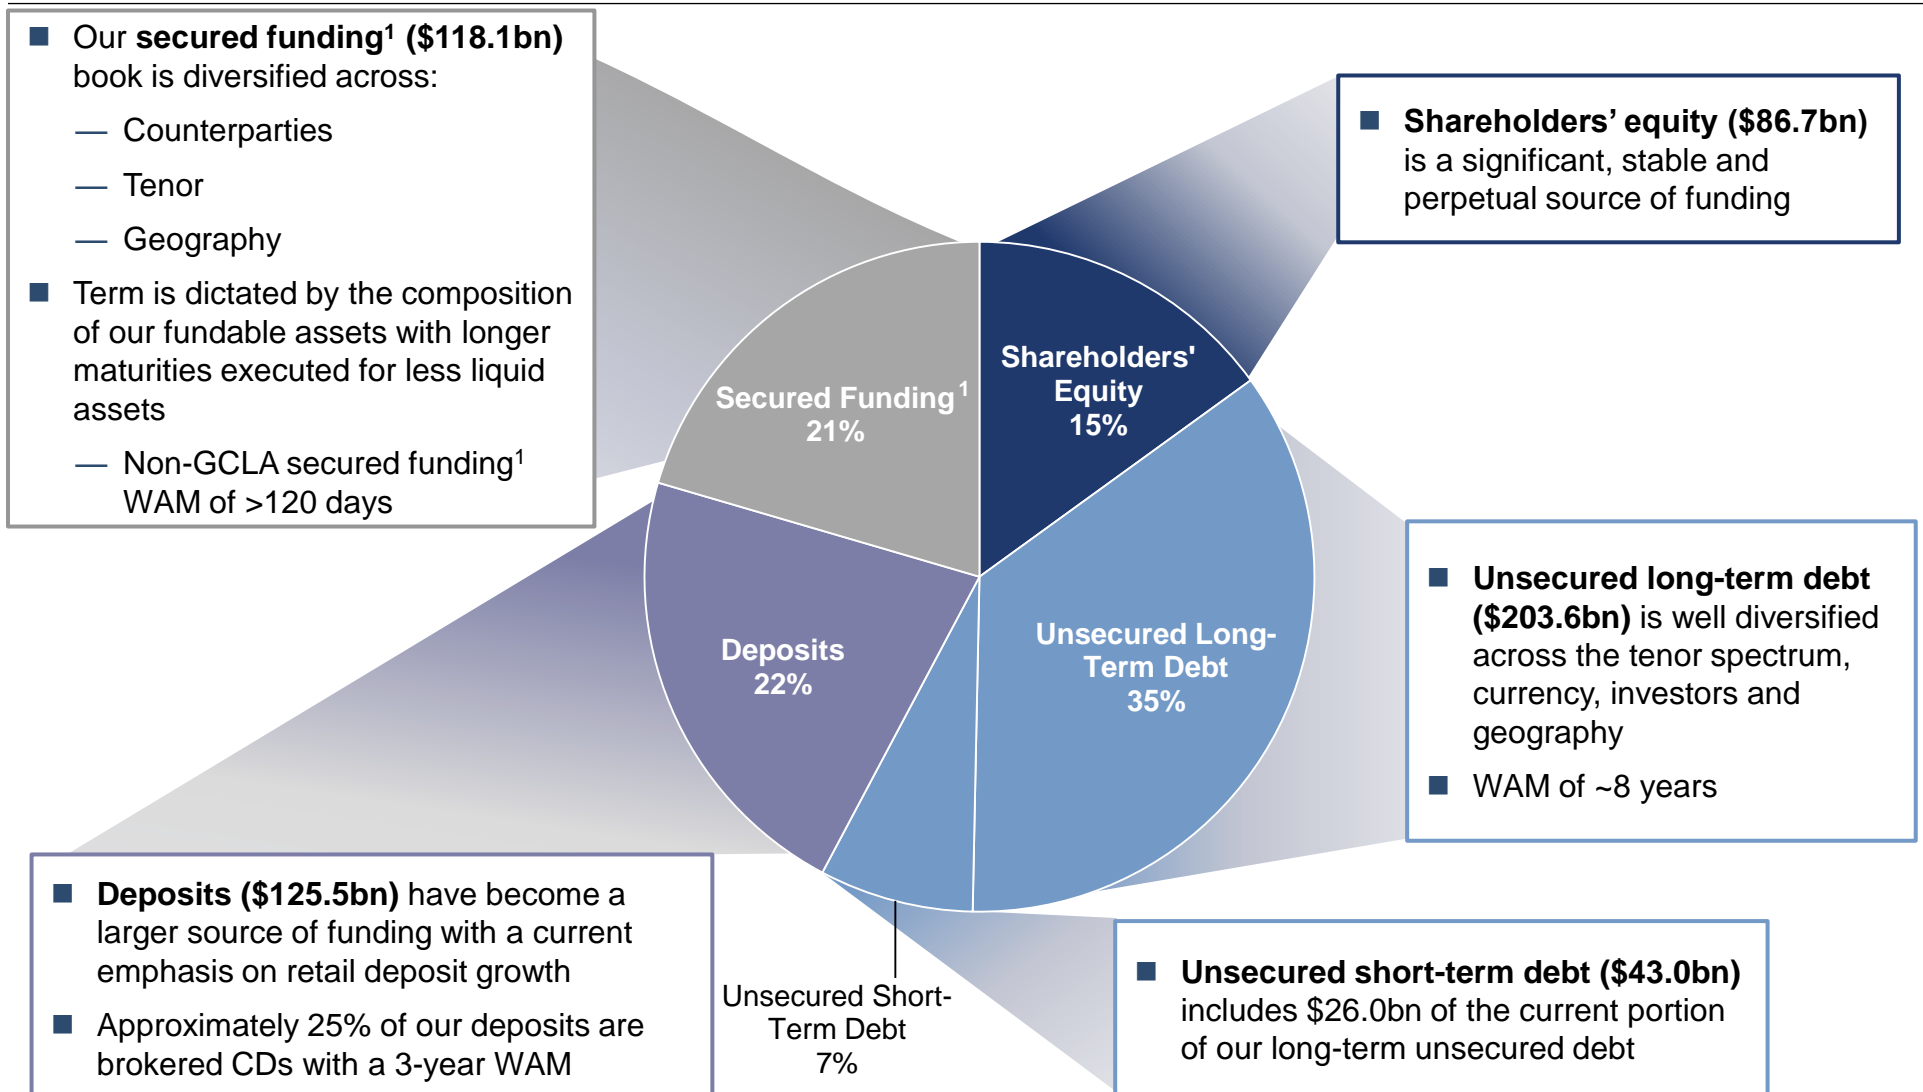 ■ Our secured funding¹ ($118.1bn)
book is diversified across:
— Counterparties
— Tenor
— Geography
■ Term is dictated by the composition
of our fundable assets with longer
maturities executed for less liquid
assets
— Non-GCLA secured funding¹
WAM of >120 days
■ Shareholders’ equity ($86.7bn)
is a significant, stable and
perpetual source of funding
Secured Funding¹
21%
Shareholders'
Equity
15%
Unsecured Long-
Term Debt
35%
Deposits
22%
Unsecured Short-
Term Debt
7%
■ Unsecured long-term debt
($203.6bn) is well diversified
across the tenor spectrum,
currency, investors and
geography
■ WAM of ~8 years
■ Deposits ($125.5bn) have become a
larger source of funding with a current
emphasis on retail deposit growth
■ Approximately 25% of our deposits are
brokered CDs with a 3-year WAM
■ Unsecured short-term debt ($43.0bn)
includes $26.0bn of the current portion
of our long-term unsecured debt